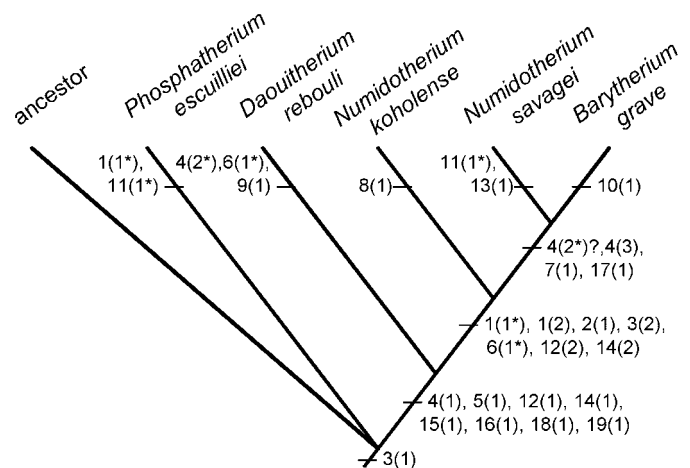 ancestor
Phosphatherium
escuilliei
Daouitherium
rebouli
Numidotherium
koholense
Numidotherium
savagei
Barytherium
grave
1(1*),
11(1*)
4(2*),6(1*),
9(1)
8(1)
11(1*),
13(1)
10(1)
4(2*)?,4(3),
7(1), 17(1)
1(1*), 1(2), 2(1), 3(2),
6(1*), 12(2), 14(2)
4(1), 5(1), 12(1), 14(1),
15(1), 16(1), 18(1), 19(1)
3(1)